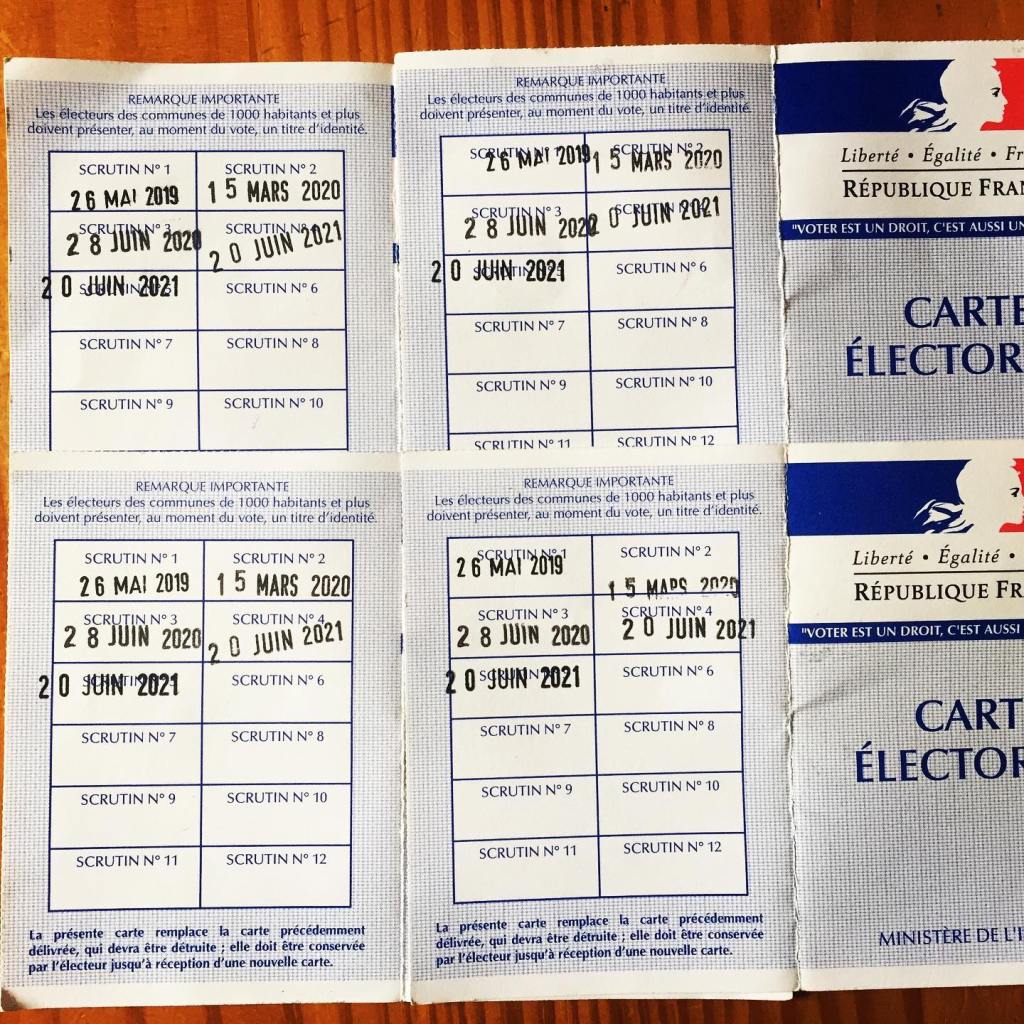 REMARQUE IMPORTANTE
Les électeurs des communes de 1000 habitants et plus
doivent présenter, au moment du vote, un titre d'identité.
SCRUTIN N° 1 SCRUTIN N° 2
26 MAI 2019 15 MARS 2020
SCRUTIN N° 3 SCRUTIN N° 4
28 JUIN 2020 20 JUIN 2021
20 JUIN 2021 SCRUTIN N° 6
SCRUTIN N° 7 SCRUTIN N° 8
SCRUTIN N° 9 SCRUTIN N° 10
REMARQUE IMPORTANTE
Les électeurs des communes de 1000 habitants et plus
doivent présenter, au moment du vote, un titre d'identité.
SCRUTIN N° 1 SCRUTIN N° 2
26 MAI 2019 15 MARS 2020
SCRUTIN N° 3 SCRUTIN N° 4
28 JUIN 2020 20 JUIN 2021
20 JUIN 2021 SCRUTIN N° 6
SCRUTIN N° 7 SCRUTIN N° 8
SCRUTIN N° 9 SCRUTIN N° 10
SCRUTIN N° 11 SCRUTIN N° 12
Liberté • Égalité • Fr
RÉPUBLIQUE FRAN
"VOTER EST UN DROIT, C'EST AUSSI UN
CARTE
ÉLECTOR
REMARQUE IMPORTANTE
Les électeurs des communes de 1000 habitants et plus
doivent présenter, au moment du vote, un titre d'identité.
SCRUTIN N° 1 SCRUTIN N° 2
26 MAI 2019 15 MARS 2020
SCRUTIN N° 3 SCRUTIN N° 4
28 JUIN 2020 20 JUIN 2021
20 JUIN 2021 SCRUTIN N° 6
SCRUTIN N° 7 SCRUTIN N° 8
SCRUTIN N° 9 SCRUTIN N° 10
SCRUTIN N° 11 SCRUTIN N° 12
La présente carte remplace la carte précédemment
délivrée, qui devra être détruite ; elle doit être conservée
par l'électeur jusqu'à réception d'une nouvelle carte.
REMARQUE IMPORTANTE
Les électeurs des communes de 1000 habitants et plus
doivent présenter, au moment du vote, un titre d'identité.
SCRUTIN N° 1 SCRUTIN N° 2
26 MAI 2019 15 MARS 2020
SCRUTIN N° 3 SCRUTIN N° 4
28 JUIN 2020 20 JUIN 2021
20 JUIN 2021 SCRUTIN N° 6
SCRUTIN N° 7 SCRUTIN N° 8
SCRUTIN N° 9 SCRUTIN N° 10
SCRUTIN N° 11 SCRUTIN N° 12
La présente carte remplace la carte précédemment
délivrée, qui devra être détruite ; elle doit être conservée
par l'électeur jusqu'à réception d'une nouvelle carte.
Liberté • Égalité •
RÉPUBLIQUE FR
"VOTER EST UN DROIT, C'EST AUSSI
CART
ÉLECTOR
MINISTÈRE DE L'I